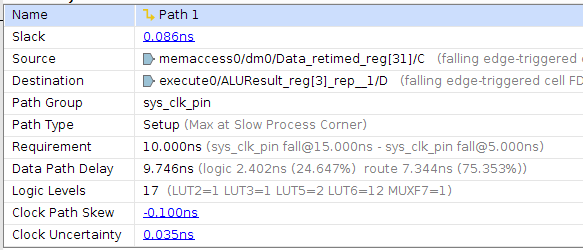 Name Path 1
Slack 0.086ns
Source memaccess0/dm0/Data_retimed_reg[31]/C (falling edge-triggered c
Destination execute0/ALUResult_reg[3]_rep__1/D (falling edge-triggered cell FD
Path Group sys_clk_pin
Path Type Setup (Max at Slow Process Corner)
Requirement 10.000ns (sys_clk_pin fall@15.000ns - sys_clk_pin fall@5.000ns)
Data Path Delay 9.746ns (logic 2.402ns (24.647%) route 7.344ns (75.353%))
Logic Levels 17 (LUT2=1 LUT3=1 LUT5=2 LUT6=12 MUXF7=1)
Clock Path Skew -0.100ns
Clock Uncertainty 0.035ns